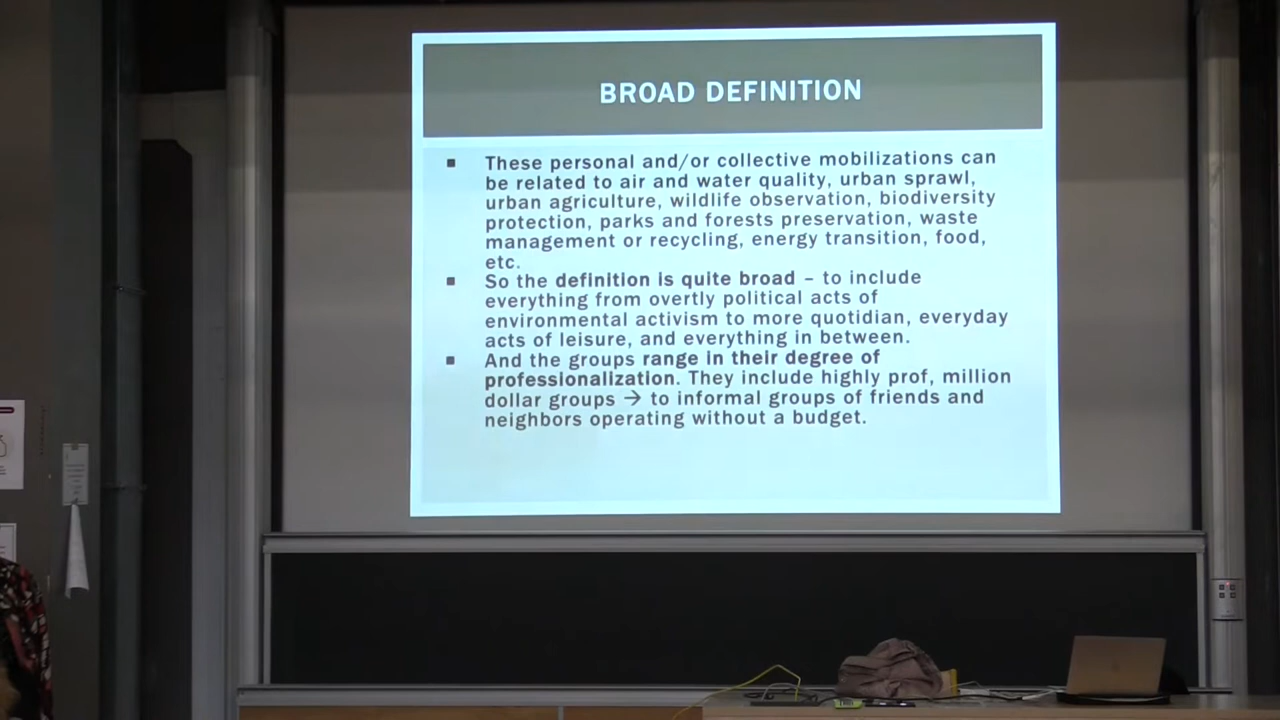 BROAD DEFINITION
■ These personal and/or collective mobilizations can
be related to air and water quality, urban sprawl,
urban agriculture, wildlife observation, biodiversity
protection, parks and forests preservation, waste
management or recycling, energy transition, food,
etc.
■ So the definition is quite broad – to include
everything from overtly political acts of
environmental activism to more quotidian, everyday
acts of leisure, and everything in between.
■ And the groups range in their degree of
professionalization. They include highly prof, million
dollar groups → to informal groups of friends and
neighbors operating without a budget.